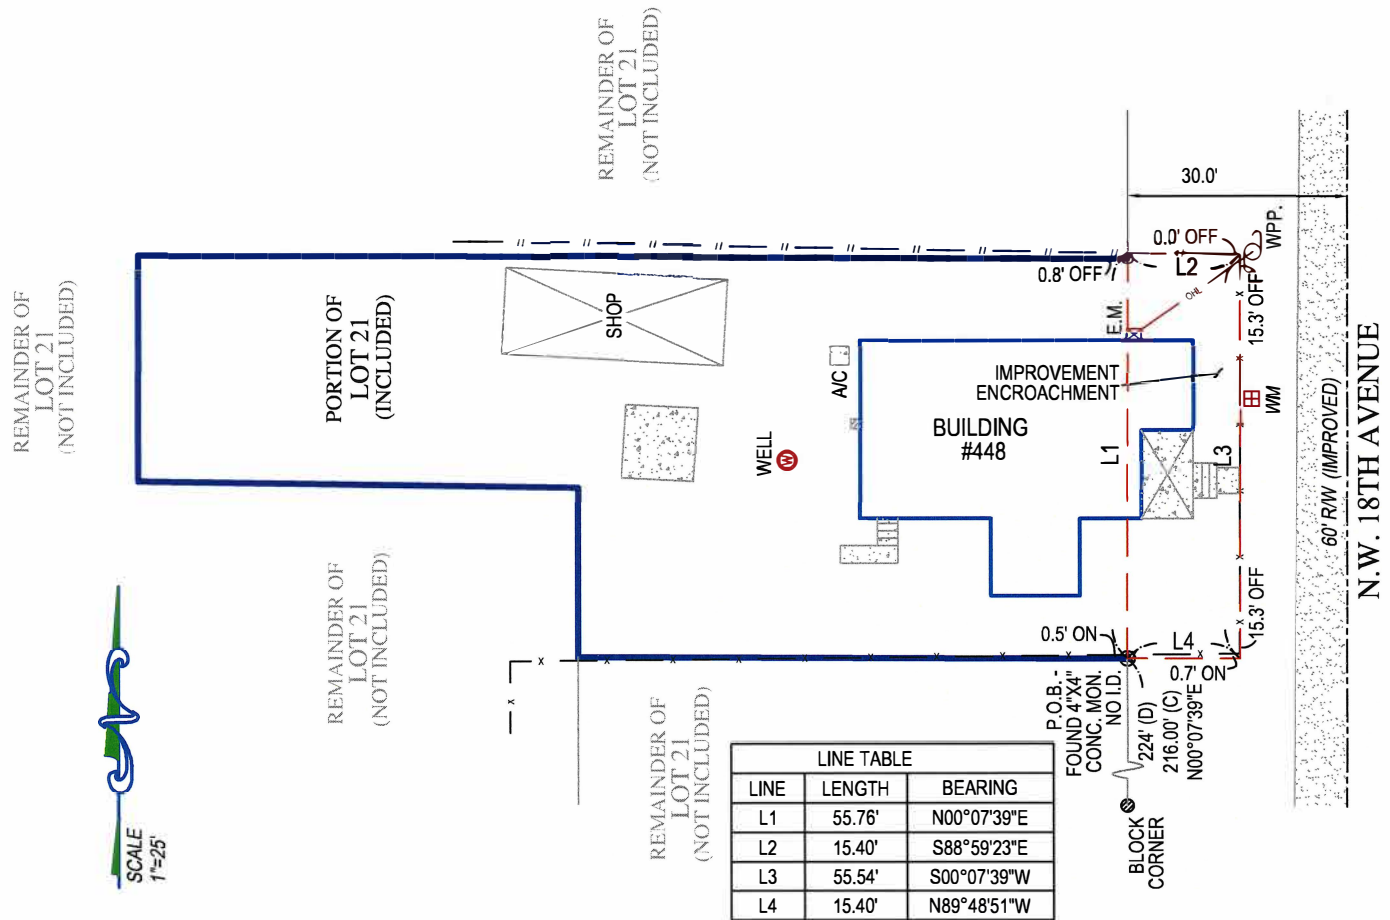 REMAINDER OF
LOT 21
(NOT INCLUDED)
REMAINDER OF
LOT 21
(NOT INCLUDED)
PORTION OF
LOT 21
(INCLUDED)
SHOP
30.0'
0.0' OFF
L2
0.8' OFF
WPP.
OHL
E.M.
15.3' OFF
A/C
IMPROVEMENT
ENCROACHMENT
BUILDING
#448
WM
WELL
W
L1
L3
60' R/W (IMPROVED)
N.W. 18TH AVENUE
REMAINDER OF
LOT 21
(NOT INCLUDED)
0.5' ON
L4
0.7' ON
15.3' OFF
REMAINDER OF
LOT 21
(NOT INCLUDED)
P.O.B. -
FOUND 4"X4"
CONC. MON.
NO I.D.
224' (D)
216.00' (C)
N00°07'39"E
BLOCK
CORNER
SCALE
1"=25'
LINE TABLE
LINE LENGTH BEARING
L1 55.76' N00°07'39"E
L2 15.40' S88°59'23"E
L3 55.54' S00°07'39"W
L4 15.40' N89°48'51"W